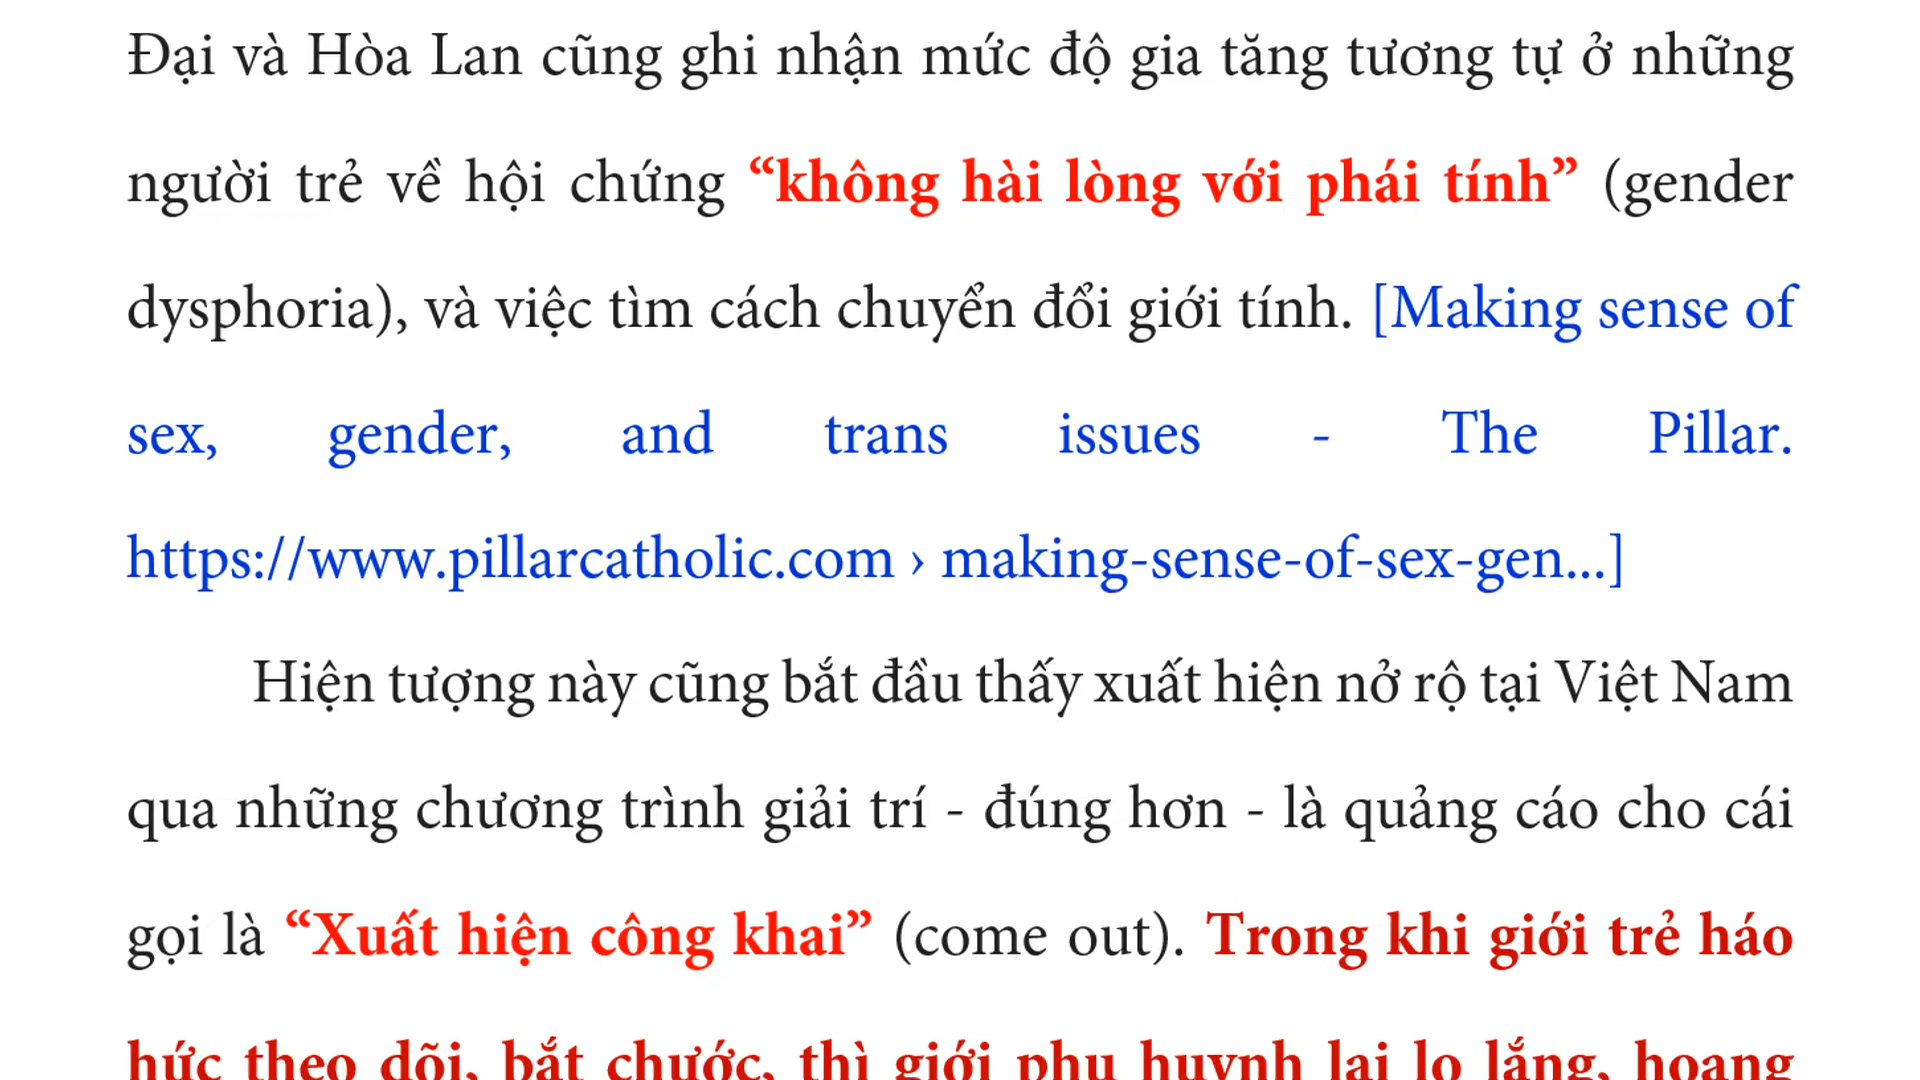 Đại và Hòa Lan cũng ghi nhận mức độ gia tăng tương tự ở những
người trẻ về hội chứng “không hài lòng với phái tính” (gender
dysphoria), và việc tìm cách chuyển đổi giới tính. [Making sense of
sex, gender, and trans issues - The Pillar.
https://www.pillarcatholic.com › making-sense-of-sex-gen...]
Hiện tượng này cũng bắt đầu thấy xuất hiện nở rộ tại Việt Nam
qua những chương trình giải trí - đúng hơn - là quảng cáo cho cái
gọi là “Xuất hiện công khai” (come out). Trong khi giới trẻ háo
hức theo dõi, bắt chước, thì giới phụ huynh lại lo lắng, hoang